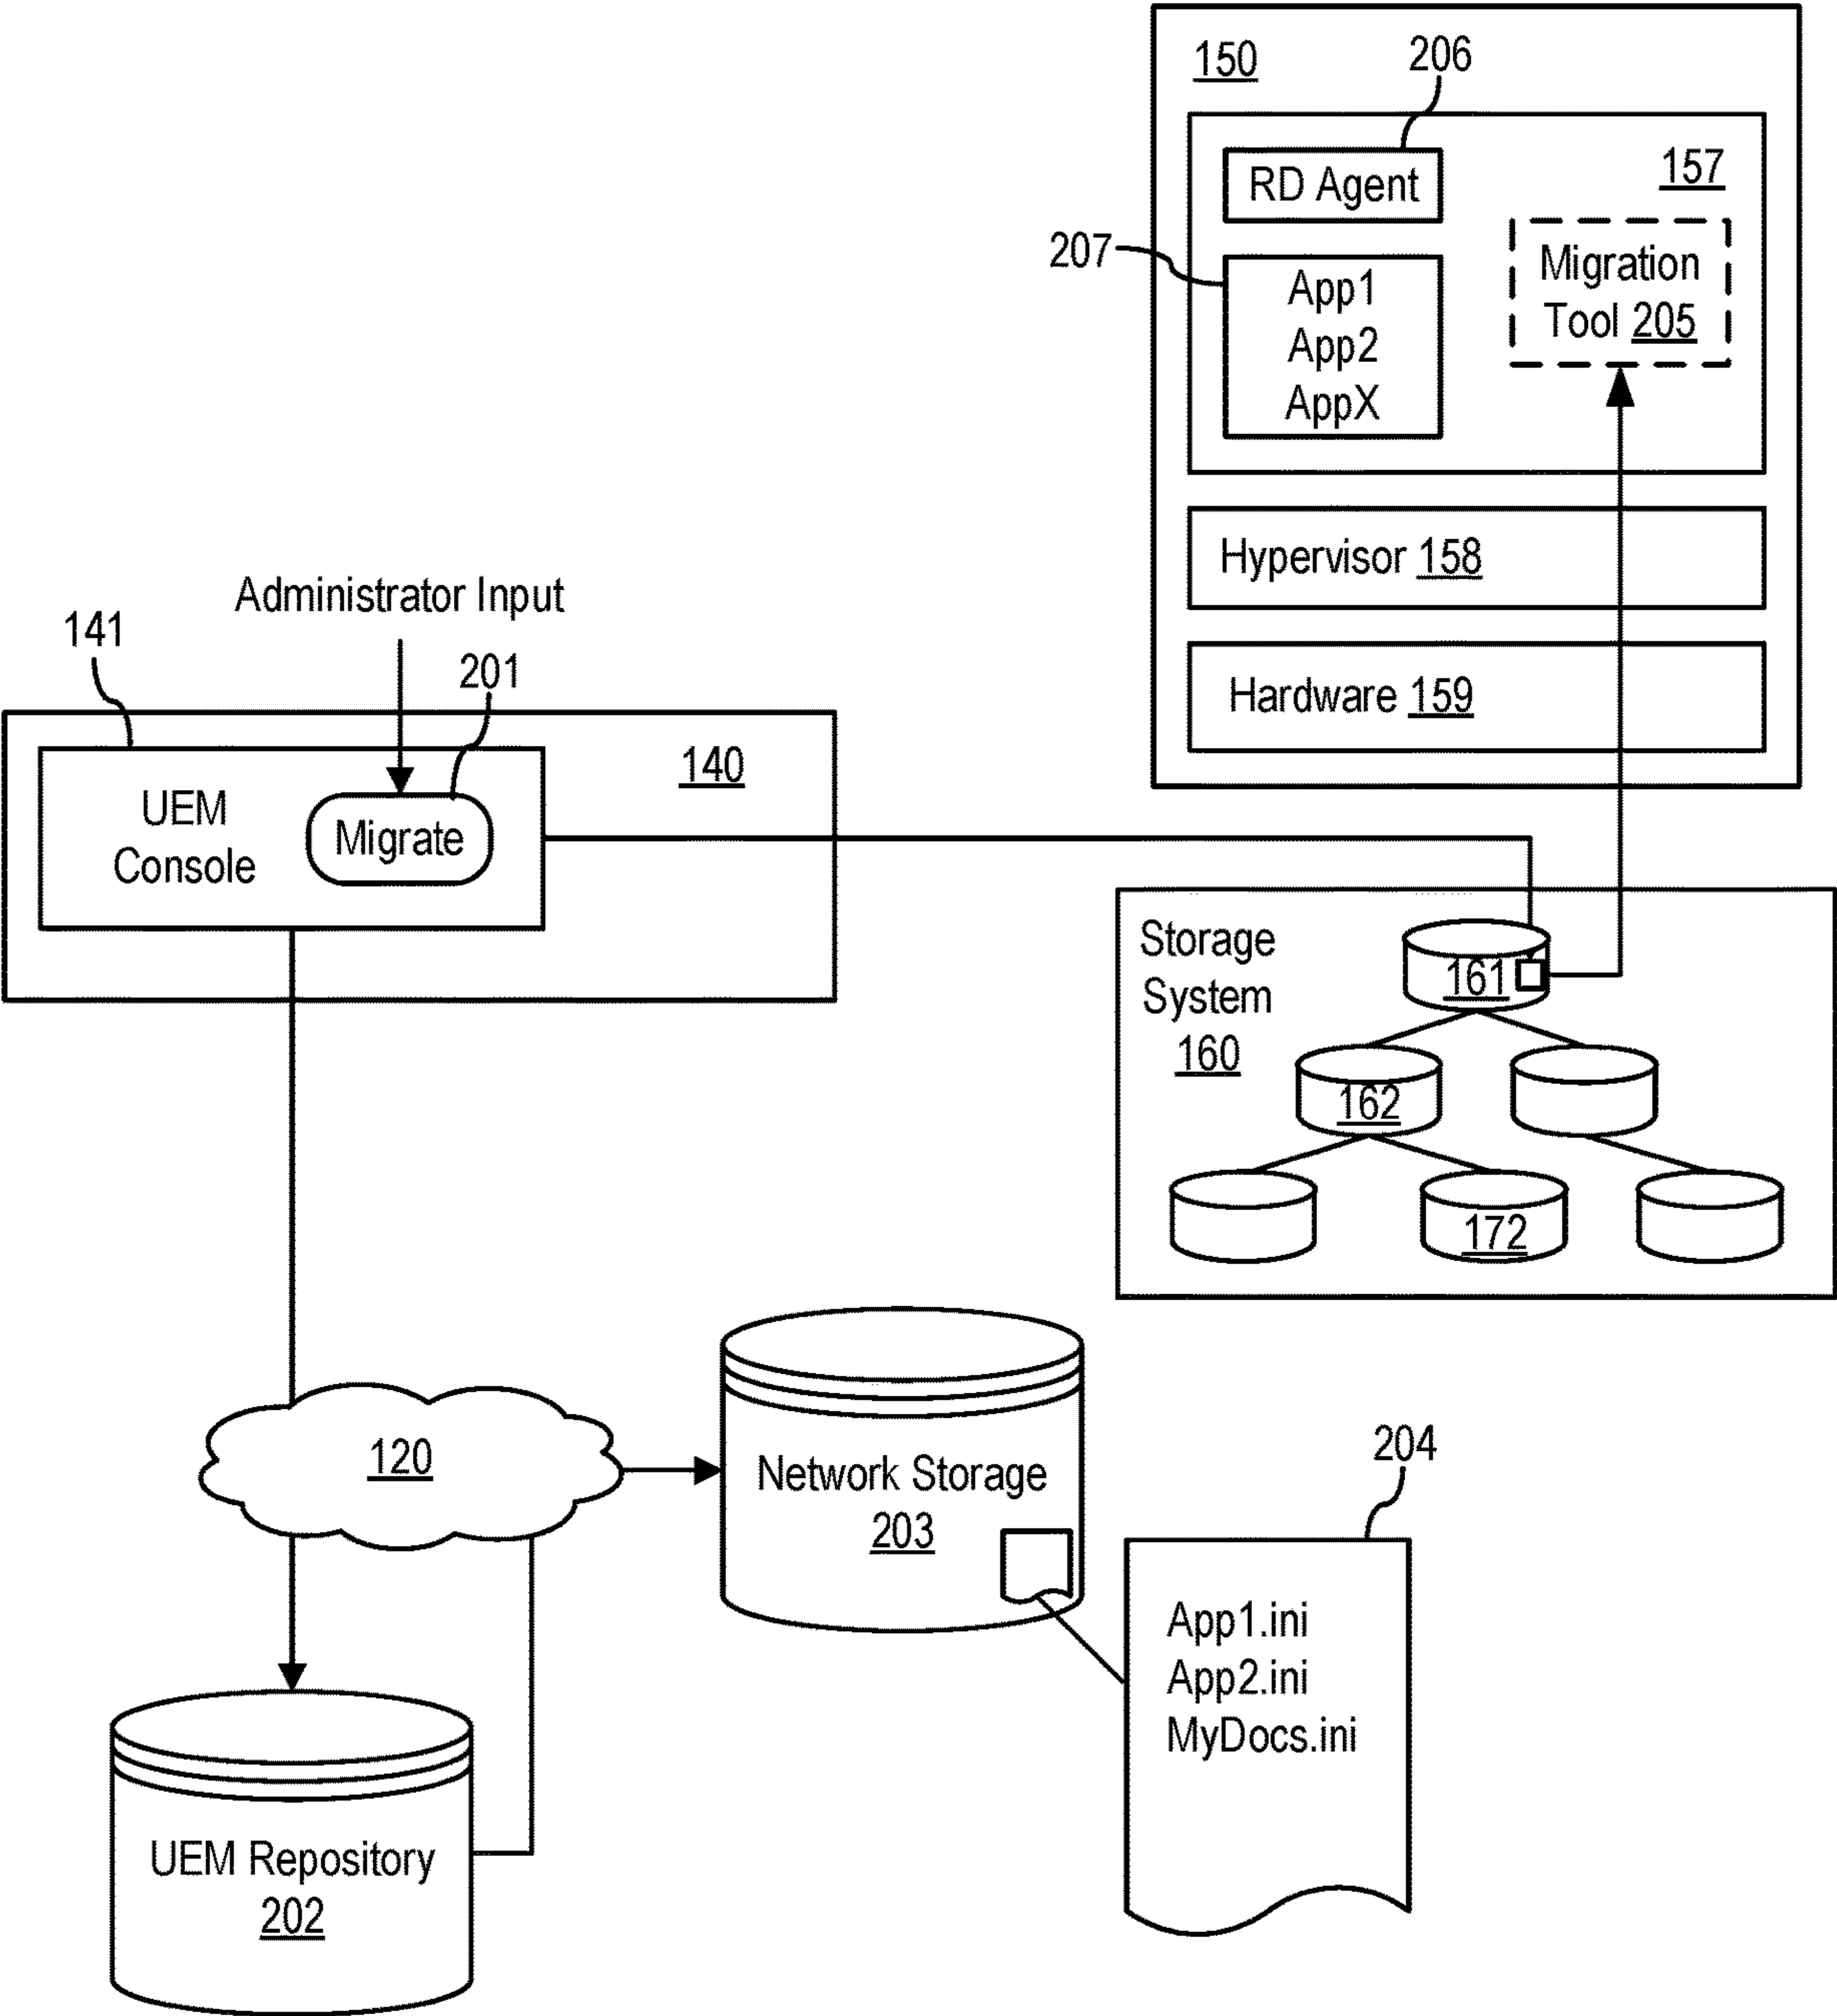 150
206
RD Agent
157
207
App1
App2
AppX
Migration
Tool 205
Hypervisor 158
Hardware 159
Administrator Input
141
201
140
UEM
Console
Migrate
Storage
System
160
161
162
172
120
Network Storage
203
204
App1.ini
App2.ini
MyDocs.ini
UEM Repository
202